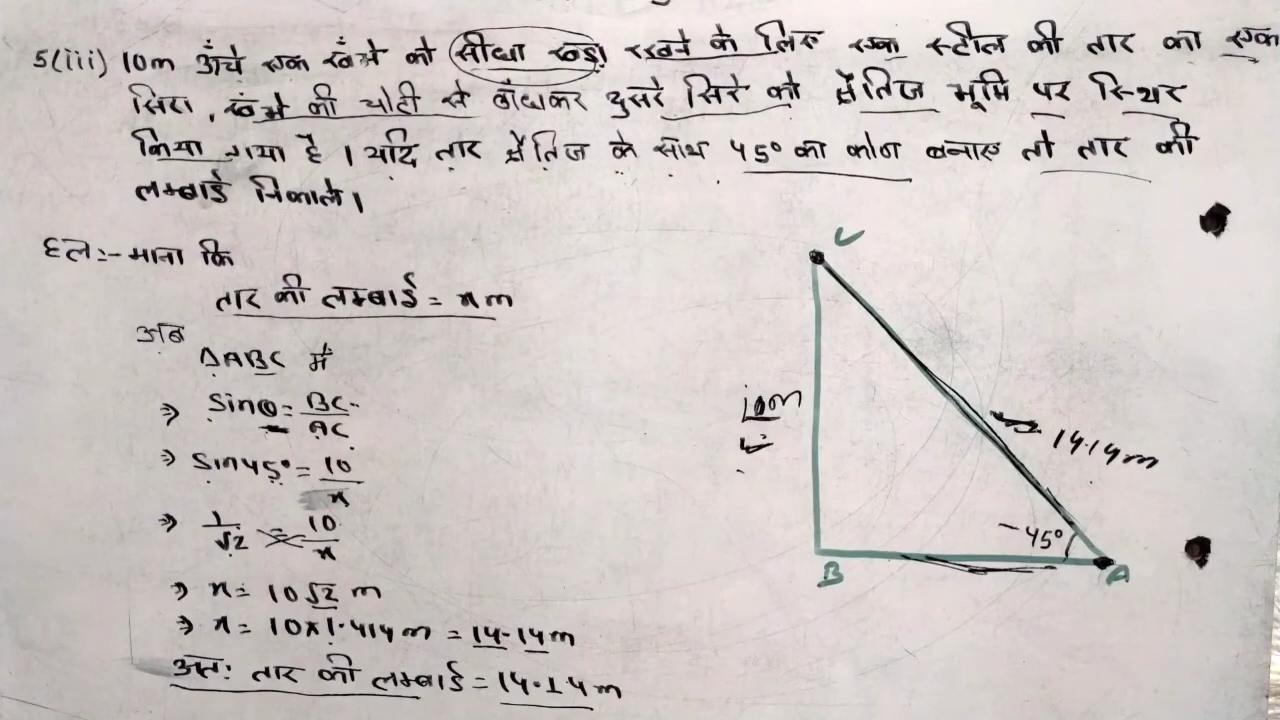 5(iii) 10m ऊँचे एक खंभे को सीधा खड़ा रखने के लिए एक स्टील की तार का एक
सिरा, खंभे की चोटी से बाँधकर दुसरे सिरे को क्षैतिज भूमि पर स्थिर
किया गया है । यदि तार क्षैतिज के साथ 45° का कोण बनाए तो तार की
लम्बाई निकाले।
हल:- माना कि
तार की लम्बाई = x m
अब
ΔABC में
⇒ Sinθ = BC / AC
⇒ Sin45° = 10 / x
⇒ 1/√2 = 10/x
⇒ x = 10√2 m
⇒ x = 10×1.414m = 14.14m
अतः तार की लम्बाई = 14.14m
C
10m
14.14m
45°
B
A